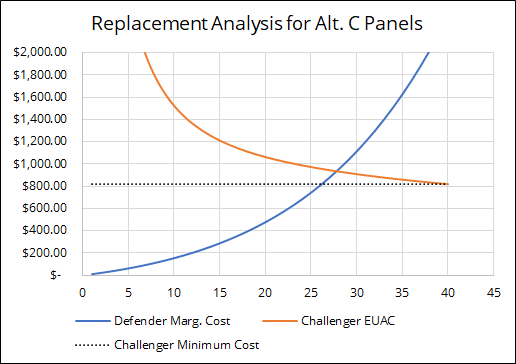 Replacement Analysis for Alt. C Panels
$2,000.00
$1,800.00
$1,600.00
$1,400.00
$1,200.00
$1,000.00
$800.00
$600.00
$400.00
$200.00
$-
0 5 10 15 20 25 30 35 40 45
Defender Marg. Cost Challenger EUAC
Challenger Minimum Cost